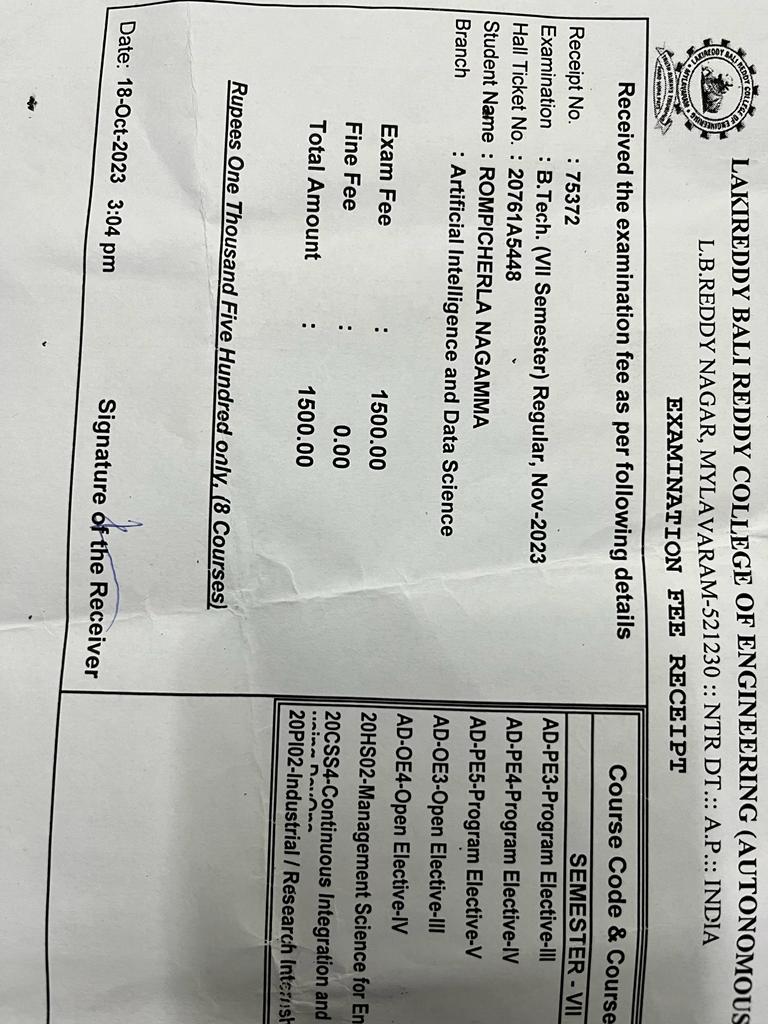 LAKIREDDY BALI REDDY COLLEGE OF ENGINEERING (AUTONOMOUS
L.B.REDDY NAGAR, MYLAVARAM-521230 :: NTR DT.:: A.P.:: INDIA
EXAMINATION FEE RECEIPT
Received the examination fee as per following details
Receipt No. : 75372
Examination : B.Tech. (VII Semester) Regular, Nov-2023
Hall Ticket No. : 20761A5448
Student Name : ROMPICHERLA NAGAMMA
Branch : Artificial Intelligence and Data Science
Exam Fee : 1500.00
Fine Fee : 0.00
Total Amount : 1500.00
Rupees One Thousand Five Hundred only. (8 Courses)
Date: 18-Oct-2023 3:04 pm
Signature of the Receiver
Course Code & Course
SEMESTER - VII
AD-PE3-Program Elective-III
AD-PE4-Program Elective-IV
AD-PE5-Program Elective-V
AD-OE3-Open Elective-III
AD-OE4-Open Elective-IV
20HS02-Management Science for En
20CSS4-Continuous Integration and
using DevOps
20PI02-Industrial / Research Internsh